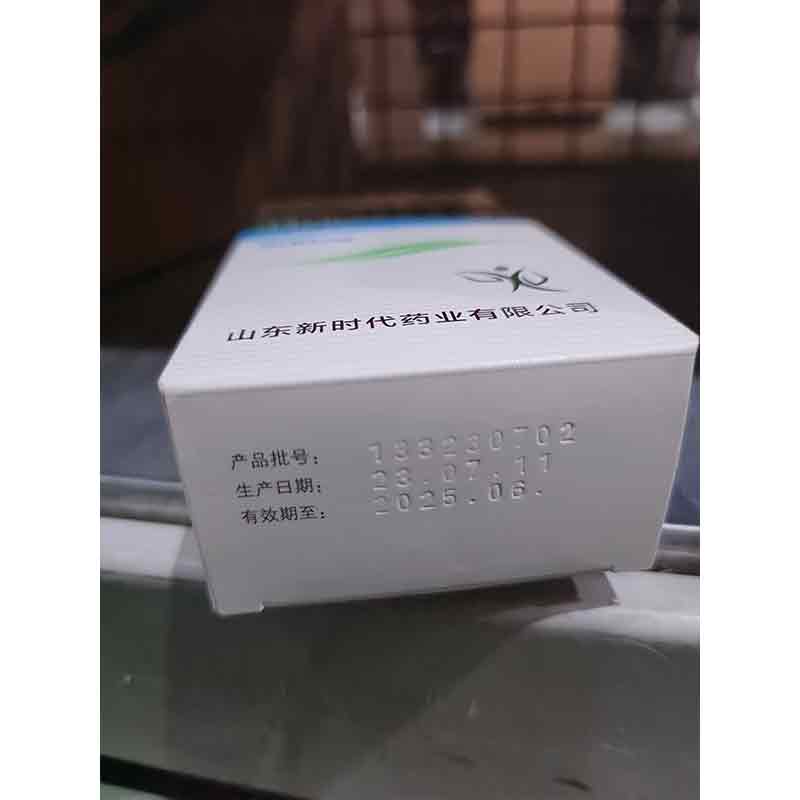 山东新时代药业有限公司
产品批号: 133230702
生产日期: 23.07.11
有效期至: 2025.06.